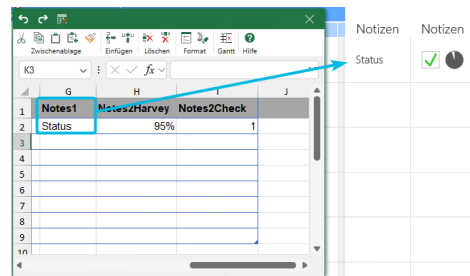 Zwischenablage Einfügen Löschen Format Gantt Hilfe
K3 fx
G H I J
1 Notes1 Notes2Harvey Notes2Check
2 Status 95% 1
3
4
5
6
7
8
9
10
Notizen Notizen
Status